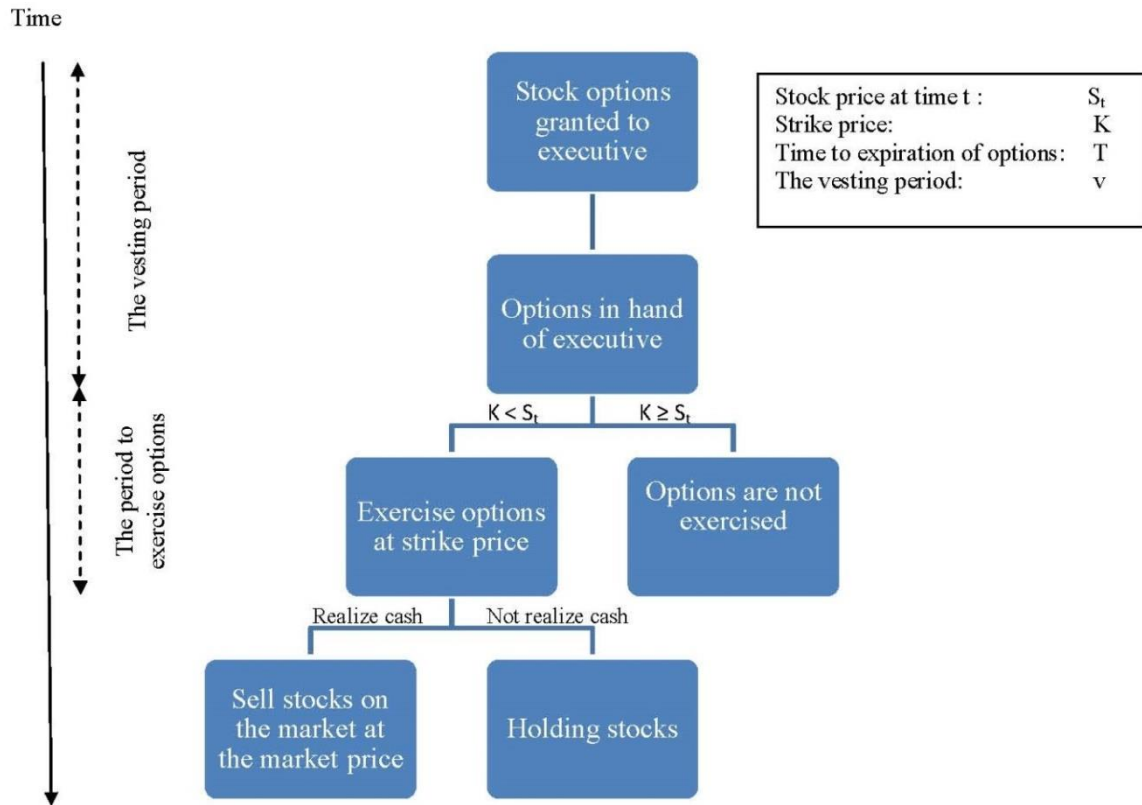 Time
Stock options
granted to
executive
Stock price at time t : Sₜ
Strike price: K
Time to expiration of options: T
The vesting period: v
The vesting period
Options in hand
of executive
K < Sₜ
K ≥ Sₜ
The period to
exercise options
Exercise options
at strike price
Options are not
exercised
Realize cash
Not realize cash
Sell stocks on
the market at
the market price
Holding stocks